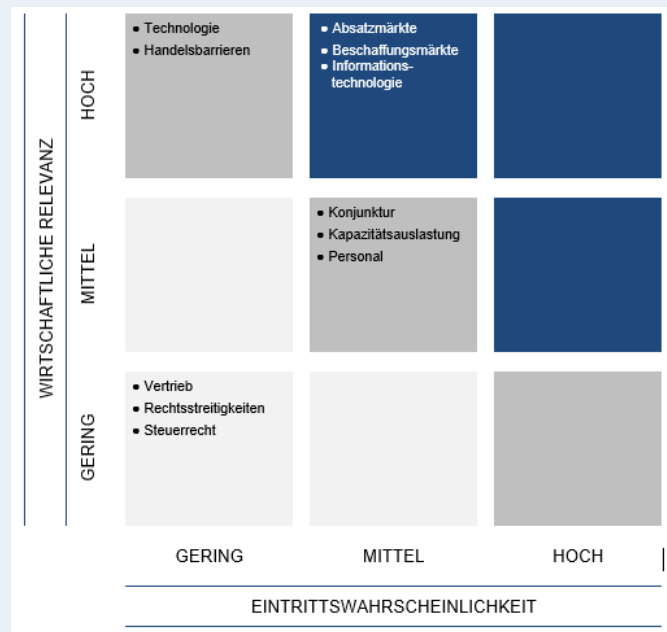 • Technologie
• Handelsbarrieren
• Absatzmärkte
• Beschaffungsmärkte
• Informations-
technologie
HOCH
• Konjunktur
• Kapazitätsauslastung
• Personal
MITTEL
WIRTSCHAFTLICHE RELEVANZ
• Vertrieb
• Rechtsstreitigkeiten
• Steuerrecht
GERING
GERING
MITTEL
HOCH
EINTRITTSWAHRSCHEINLICHKEIT